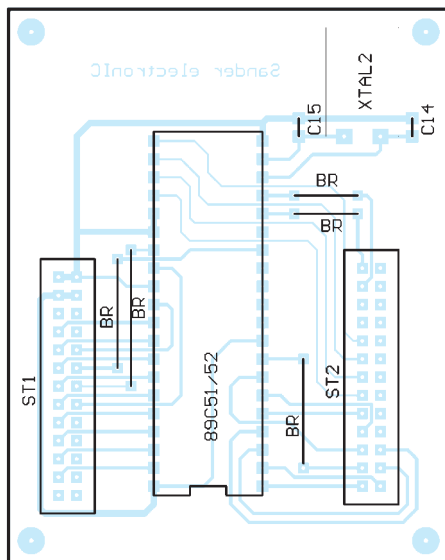 Sander electronIC
XTAL2
C15
C14
BR
BR
BR
BR
ST1
89C51/52
ST2
BR